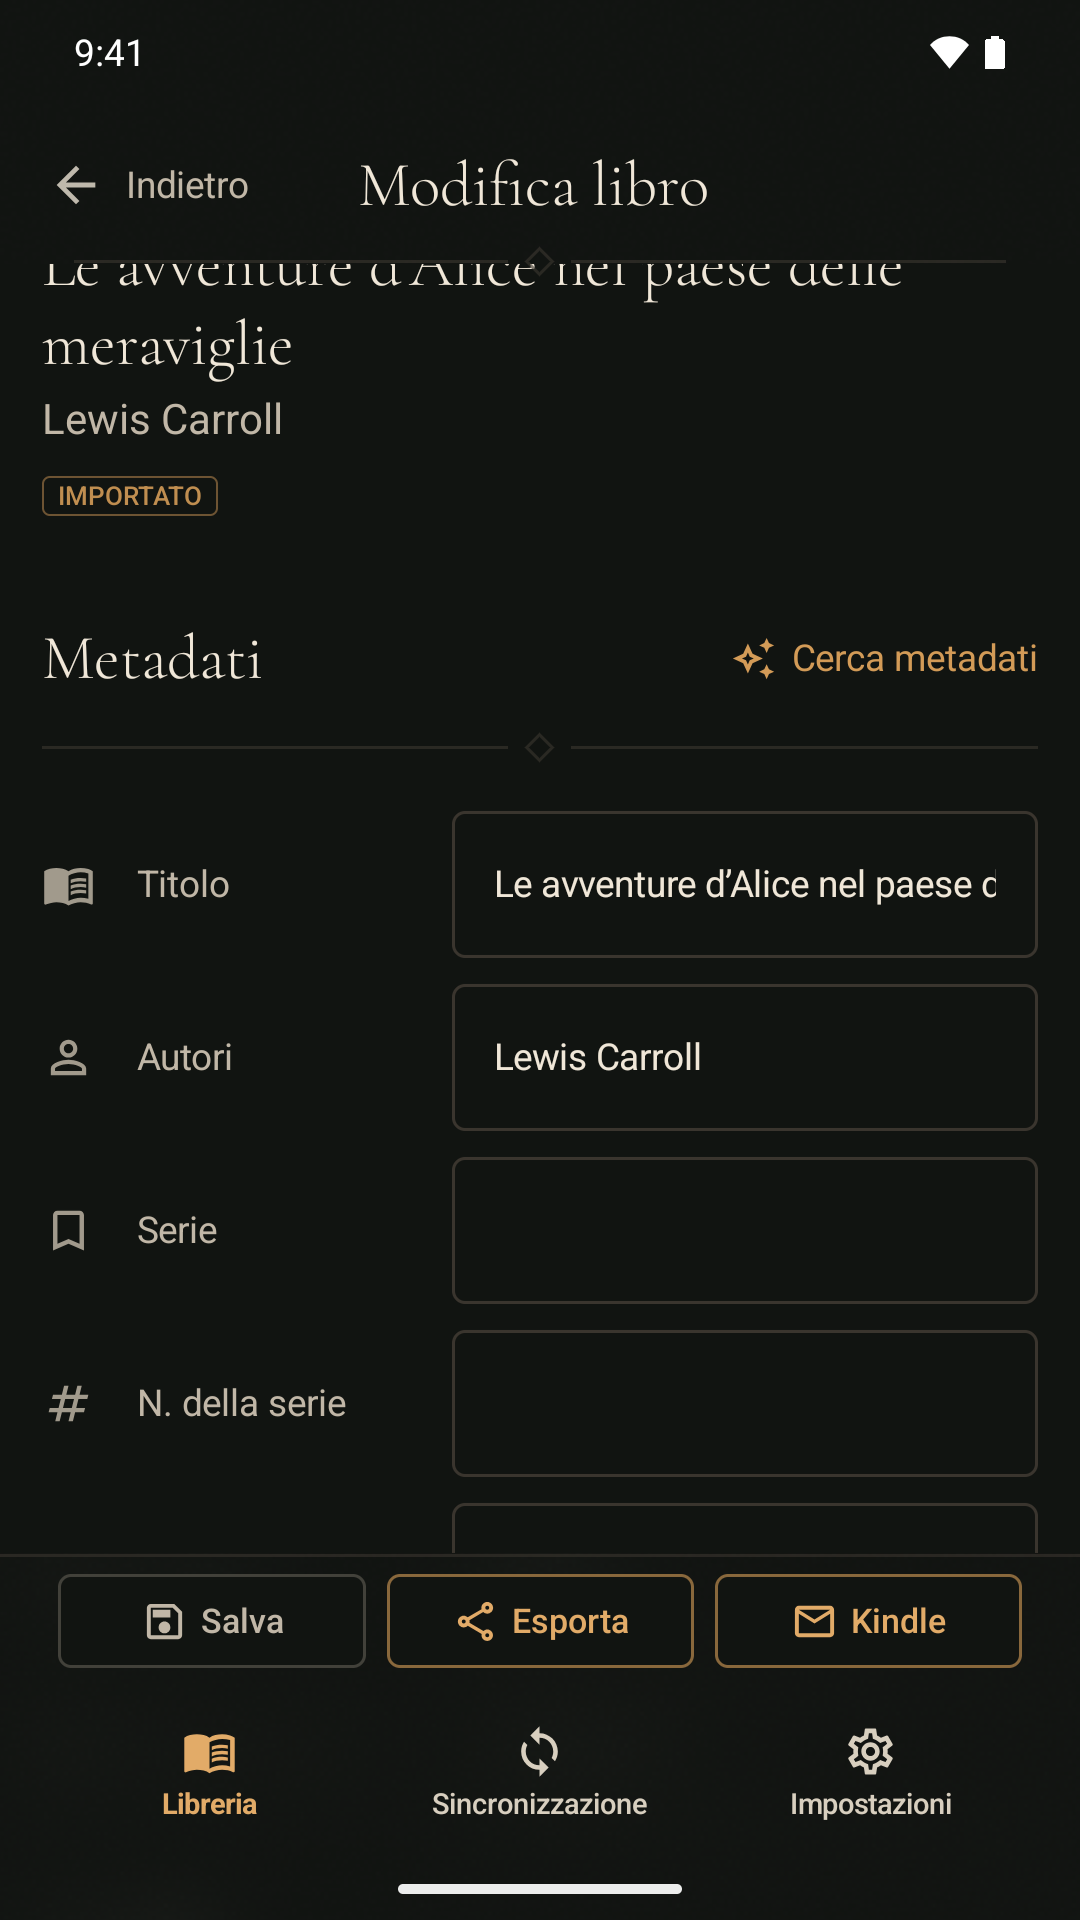 9:41
Indietro
Modifica libro
Le avventure d'Alice nel paese delle
meraviglie
Lewis Carroll
IMPORTATO
Metadati
Cerca metadati
Titolo
Le avventure d’Alice nel paese d
Autori
Lewis Carroll
Serie
N. della serie
Salva
Esporta
Kindle
Libreria
Sincronizzazione
Impostazioni